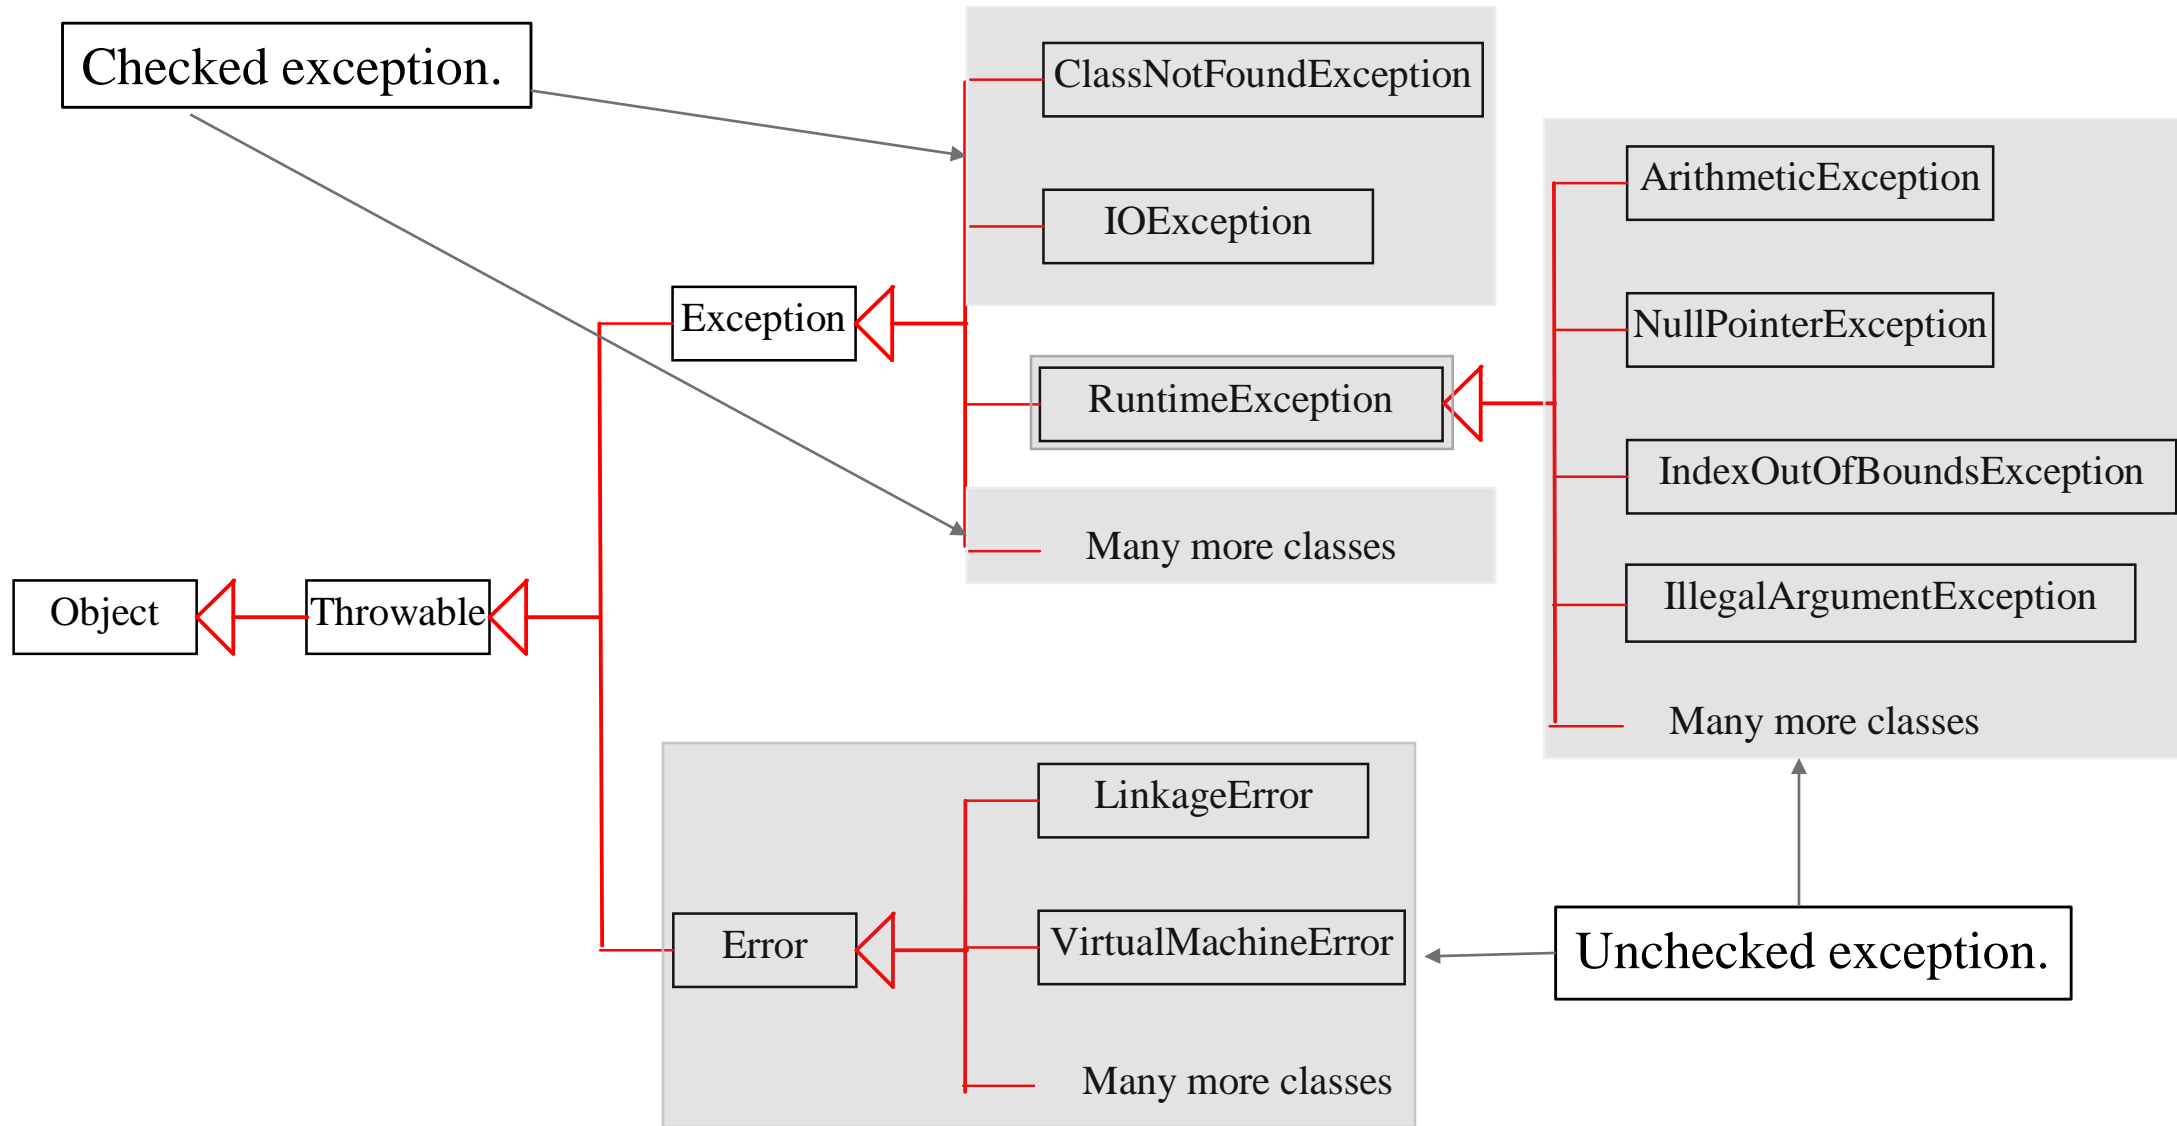 Checked exception.
ClassNotFoundException
IOException
Exception
RuntimeException
Many more classes
ArithmeticException
NullPointerException
IndexOutOfBoundsException
IllegalArgumentException
Many more classes
Object
Throwable
Error
LinkageError
VirtualMachineError
Many more classes
Unchecked exception.